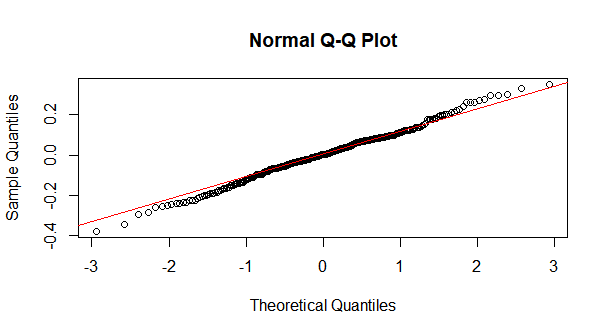 Normal Q-Q Plot
Sample Quantiles
0.2
0.0
-0.2
-0.4
-3 -2 -1 0 1 2 3
Theoretical Quantiles